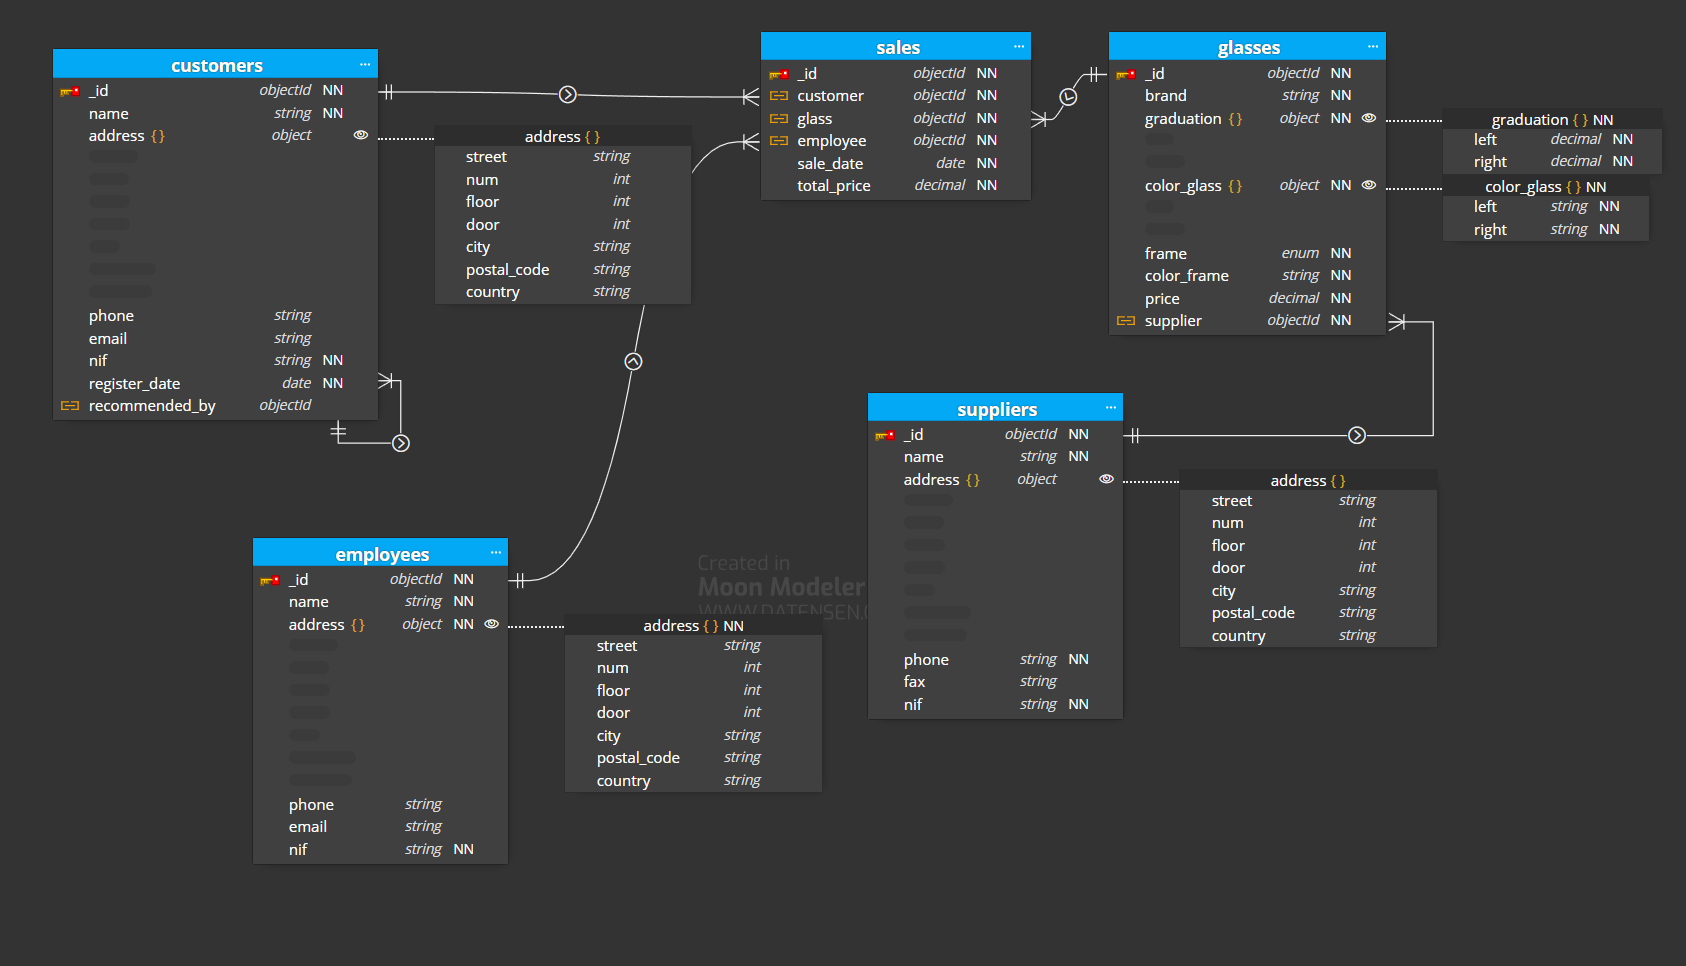 customers
_id objectId NN
name string NN
address { } object
phone string
email string
nif string NN
register_date date NN
recommended_by objectId
address { }
street string
num int
floor int
door int
city string
postal_code string
country string
sales
_id objectId NN
customer objectId NN
glass objectId NN
employee objectId NN
sale_date date NN
total_price decimal NN
glasses
_id objectId NN
brand string NN
graduation { } object NN
color_glass { } object NN
frame enum NN
color_frame string NN
price decimal NN
supplier objectId NN
graduation { } NN
left decimal NN
right decimal NN
color_glass { } NN
left string NN
right string NN
suppliers
_id objectId NN
name string NN
address { } object
phone string NN
fax string
nif string NN
address { }
street string
num int
floor int
door int
city string
postal_code string
country string
employees
_id objectId NN
name string NN
address { } object NN
phone string
email string
nif string NN
address { } NN
street string
num int
floor int
door int
city string
postal_code string
country string
Created in
Moon Modeler